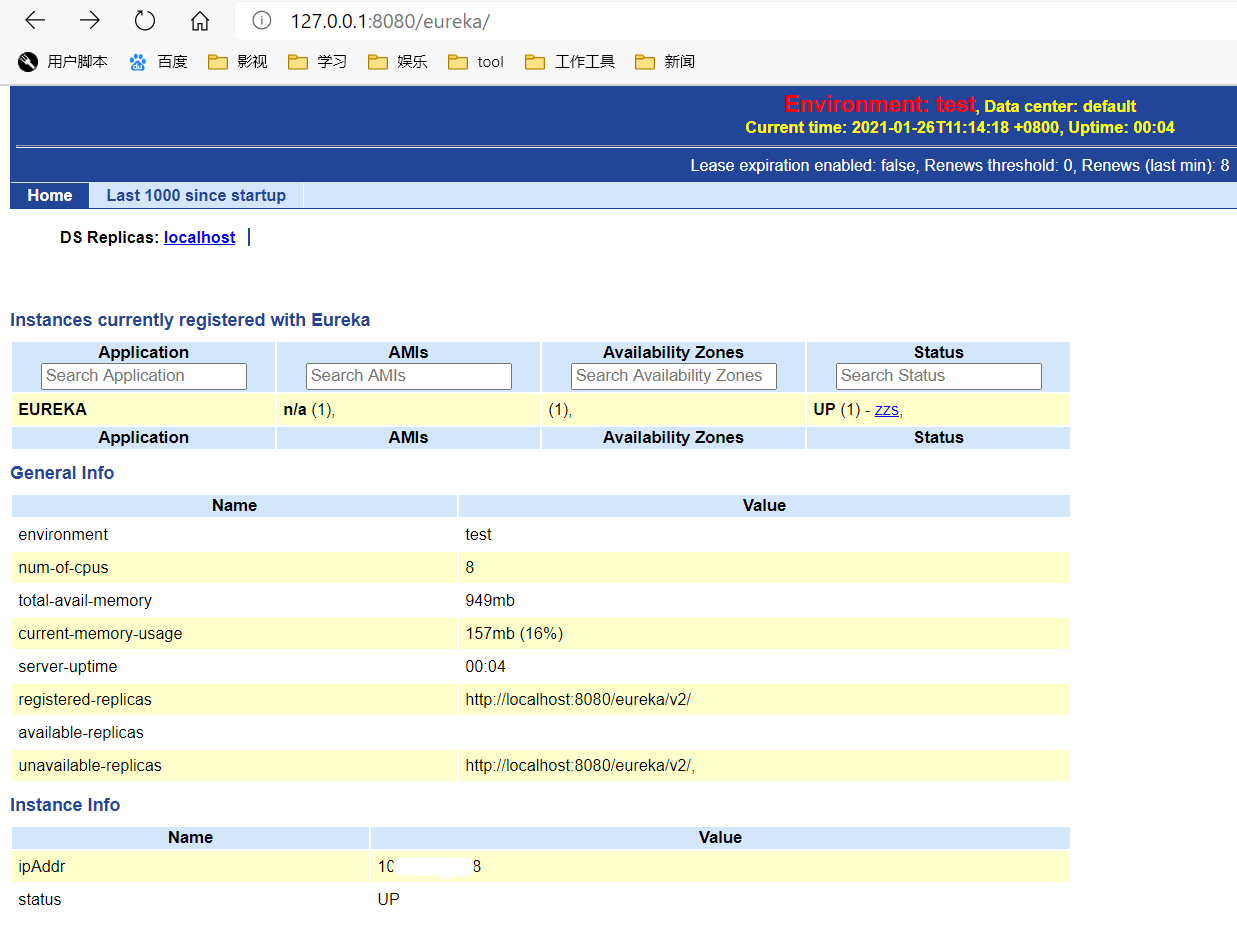 127.0.0.1:8080/eureka/
用户脚本 百度 影视 学习 娱乐 tool 工作工具 新闻
Environment: test, Data center: default
Current time: 2021-01-26T11:14:18 +0800, Uptime: 00:04
Lease expiration enabled: false, Renews threshold: 0, Renews (last min): 8
Home Last 1000 since startup
DS Replicas: localhost
Instances currently registered with Eureka
Application AMIs Availability Zones Status
Search Application Search AMIs Search Availability Zones Search Status
EUREKA n/a (1), (1), UP (1) - zzs,
Application AMIs Availability Zones Status
General Info
Name Value
environment test
num-of-cpus 8
total-avail-memory 949mb
current-memory-usage 157mb (16%)
server-uptime 00:04
registered-replicas http://localhost:8080/eureka/v2/
available-replicas
unavailable-replicas http://localhost:8080/eureka/v2/,
Instance Info
Name Value
ipAddr 10 8
status UP